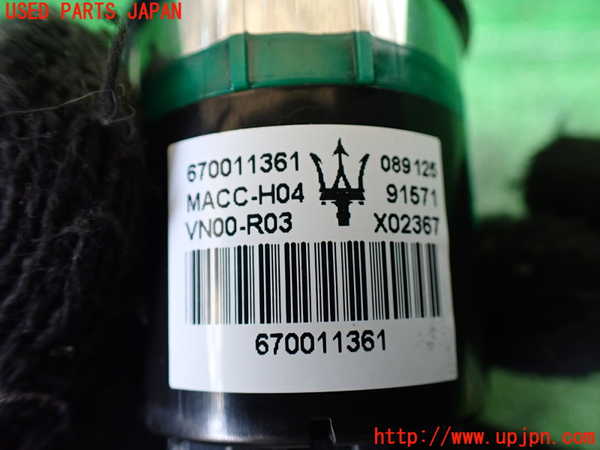 USED PARTS JAPAN
670011361 089125
MACC-H04 91571
VN00-R03 X02367
670011361
http://www.upjpn.com/